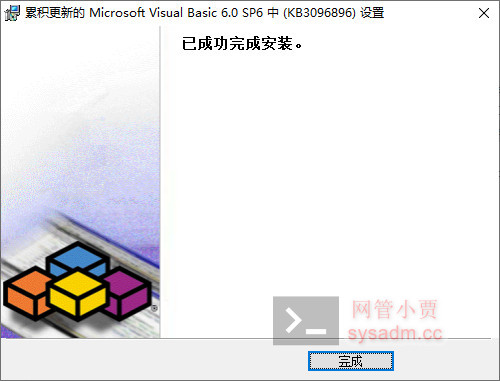 累积更新的 Microsoft Visual Basic 6.0 SP6 中 (KB3096896) 设置
已成功完成安装。
网管小贾
sysadm.cc
完成